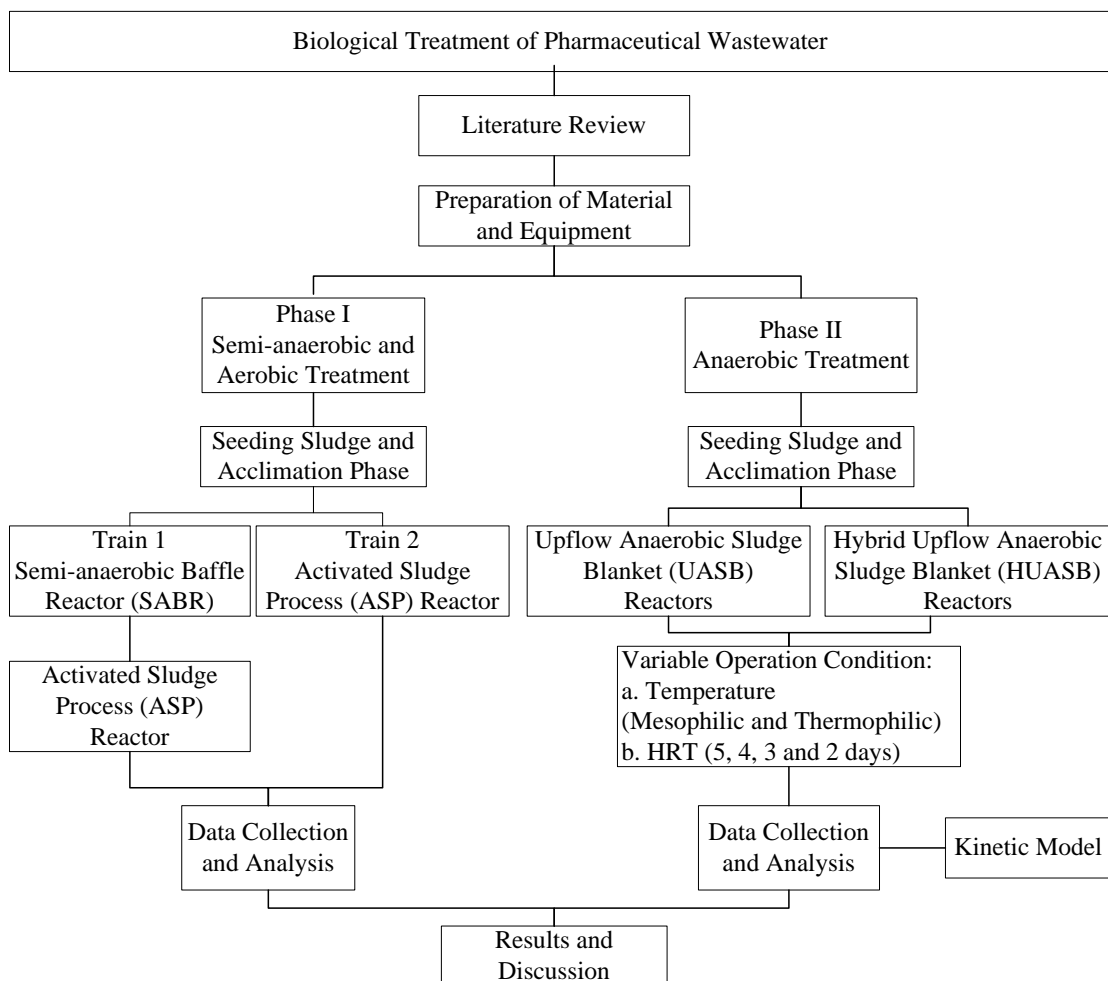 Biological Treatment of Pharmaceutical Wastewater
Literature Review
Preparation of Material
and Equipment
Phase I
Semi-anaerobic and
Aerobic Treatment
Phase II
Anaerobic Treatment
Seeding Sludge and
Acclimation Phase
Seeding Sludge and
Acclimation Phase
Train 1
Semi-anaerobic Baffle
Reactor (SABR)
Train 2
Activated Sludge
Process (ASP) Reactor
Upflow Anaerobic Sludge
Blanket (UASB)
Reactors
Hybrid Upflow Anaerobic
Sludge Blanket (HUASB)
Reactors
Activated Sludge
Process (ASP)
Reactor
Variable Operation Condition:
a. Temperature
(Mesophilic and Thermophilic)
b. HRT (5, 4, 3 and 2 days)
Data Collection
and Analysis
Data Collection
and Analysis
Kinetic Model
Results and
Discussion